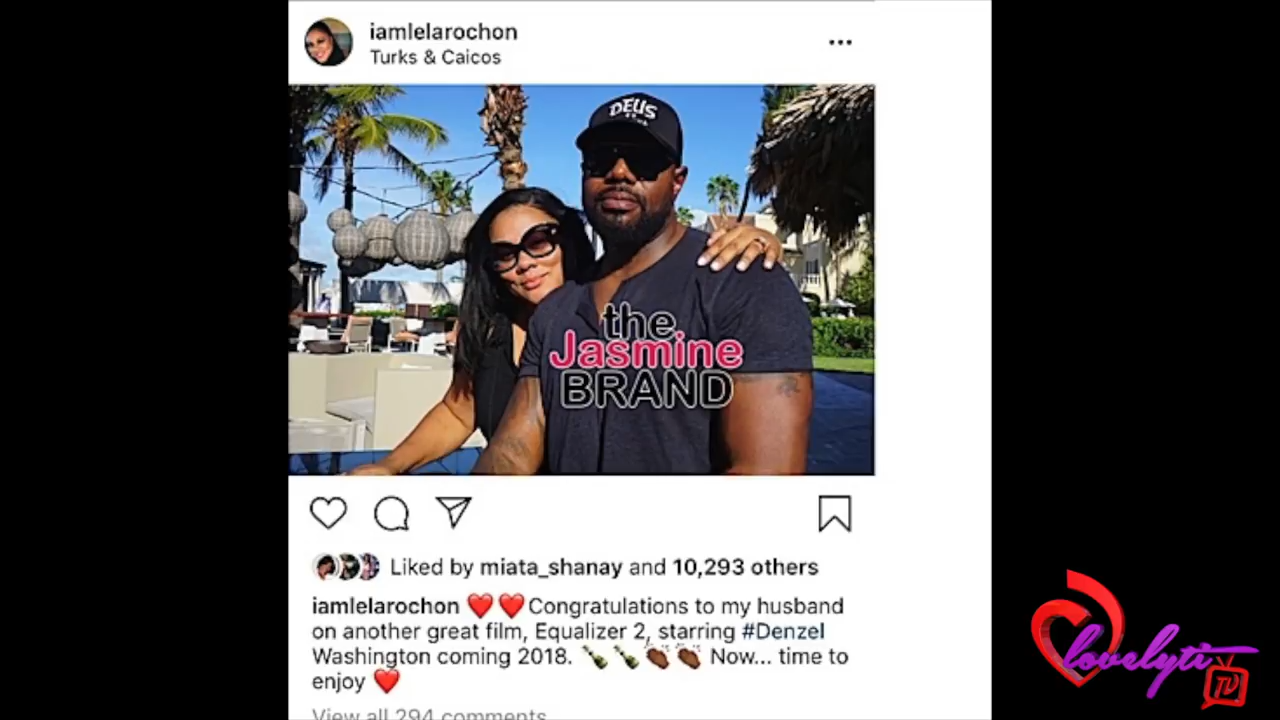 iamlelarochon
Turks & Caicos
DEUS
the
Jasmine
BRAND
Liked by miata_shanay and 10,293 others
iamlelarochon ❤️❤️Congratulations to my husband
on another great film, Equalizer 2, starring #Denzel
Washington coming 2018. 🍾🍾👏🏾👏🏾 Now... time to
enjoy ❤️
View all 294 comments
lovelyti
TV